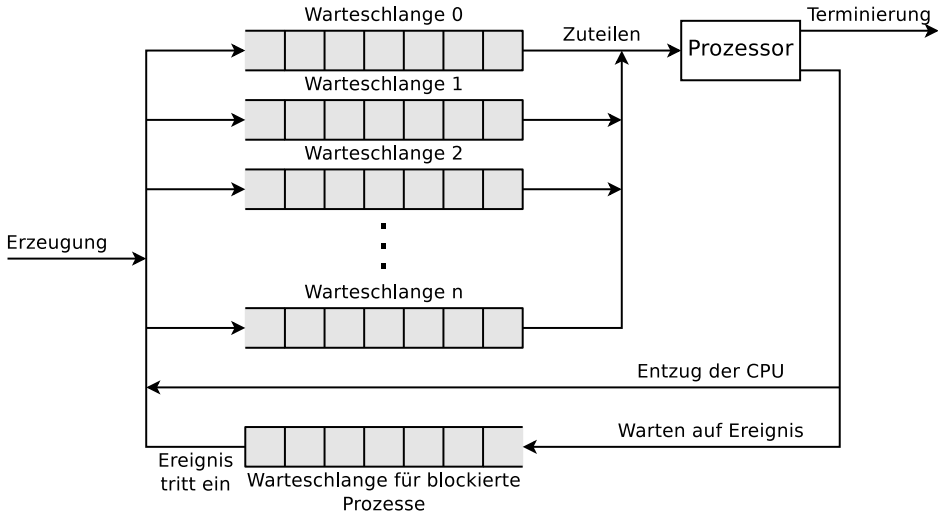 Warteschlange 0
Terminierung
Zuteilen
Prozessor
Warteschlange 1
Warteschlange 2
Erzeugung
Warteschlange n
Entzug der CPU
Warten auf Ereignis
Ereignis
tritt ein
Warteschlange für blockierte
Prozesse